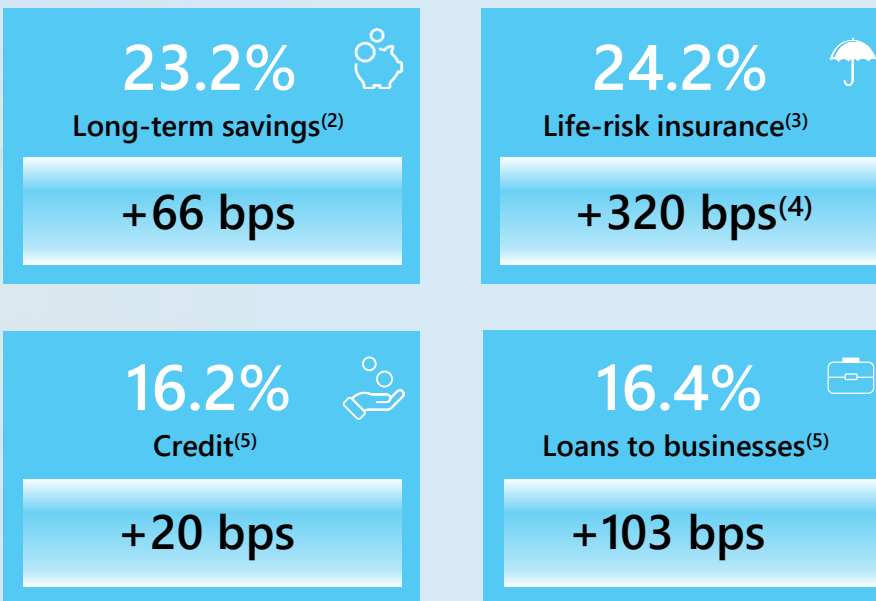 23.2%
Long-term savings(2)
+66 bps
24.2%
Life-risk insurance(3)
+320 bps(4)
16.2%
Credit(5)
+20 bps
16.4%
Loans to businesses(5)
+103 bps